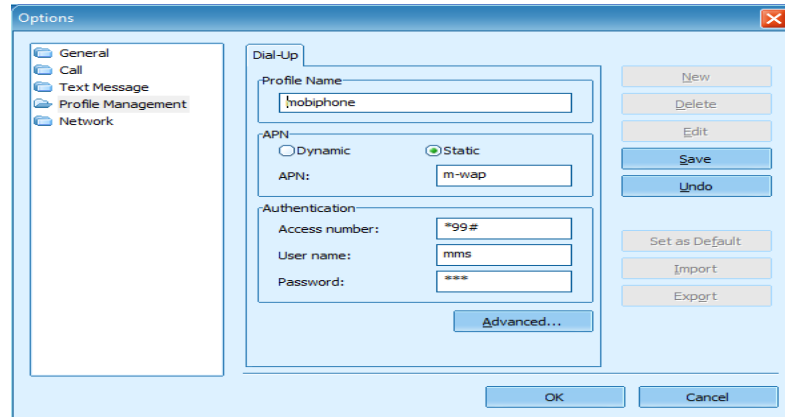 Options
General
Call
Text Message
Profile Management
Network
Dial-Up
Profile Name
mobiphone
APN
Dynamic
Static
APN:
m-wap
Authentication
Access number:
*99#
User name:
mms
Password:
***
Advanced...
New
Delete
Edit
Save
Undo
Set as Default
Import
Export
OK
Cancel